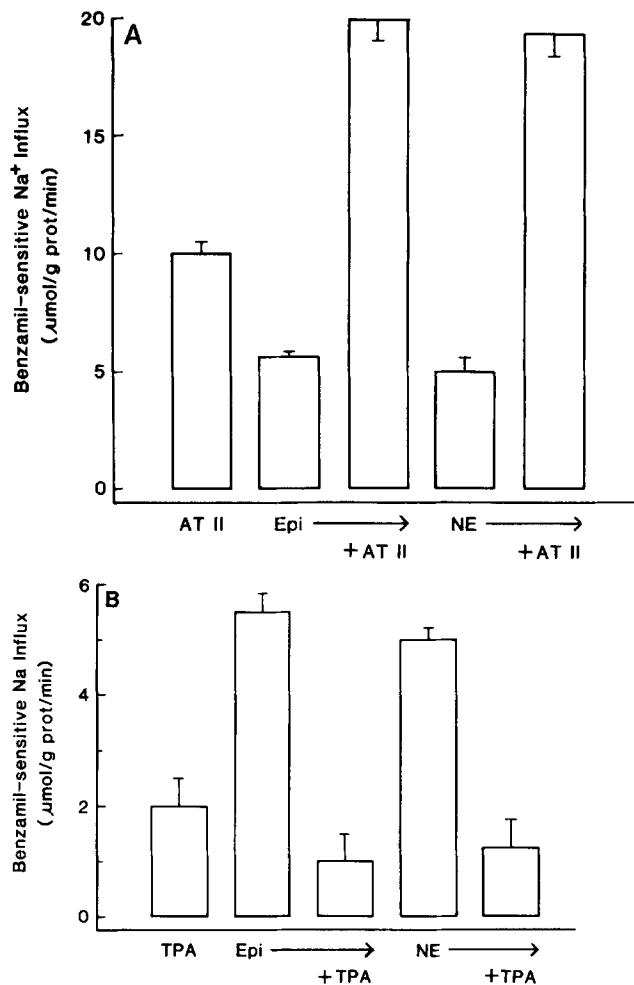 A
Benzamil-sensitive Na+ Influx
(μmol/g prot/min)
20
15
10
5
0
AT II Epi → NE →
+AT II +AT II
B
Benzamil-sensitive Na Influx
(μmol/g prot/min)
6
4
2
0
TPA Epi → NE →
+TPA +TPA